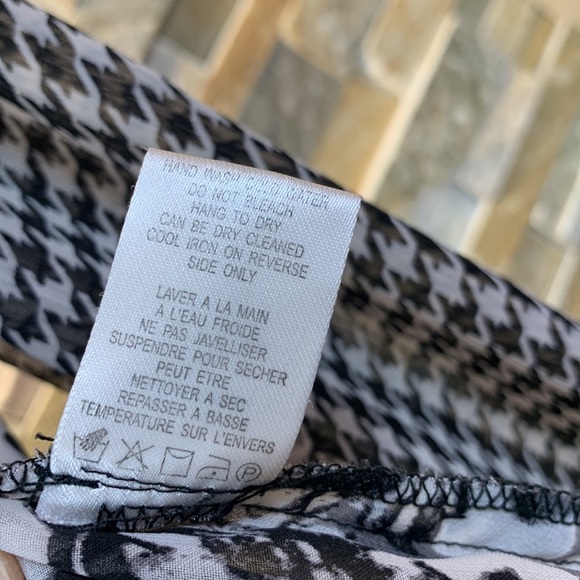 HAND WASH COLD WATER
DO NOT BLEACH
HANG TO DRY
CAN BE DRY CLEANED
COOL IRON ON REVERSE
SIDE ONLY
LAVER A LA MAIN
A L'EAU FROIDE
NE PAS JAVELLISER
SUSPENDRE POUR SECHER
PEUT ETRE
NETTOYER A SEC
REPASSER A BASSE
TEMPERATURE SUR L'ENVERS
P